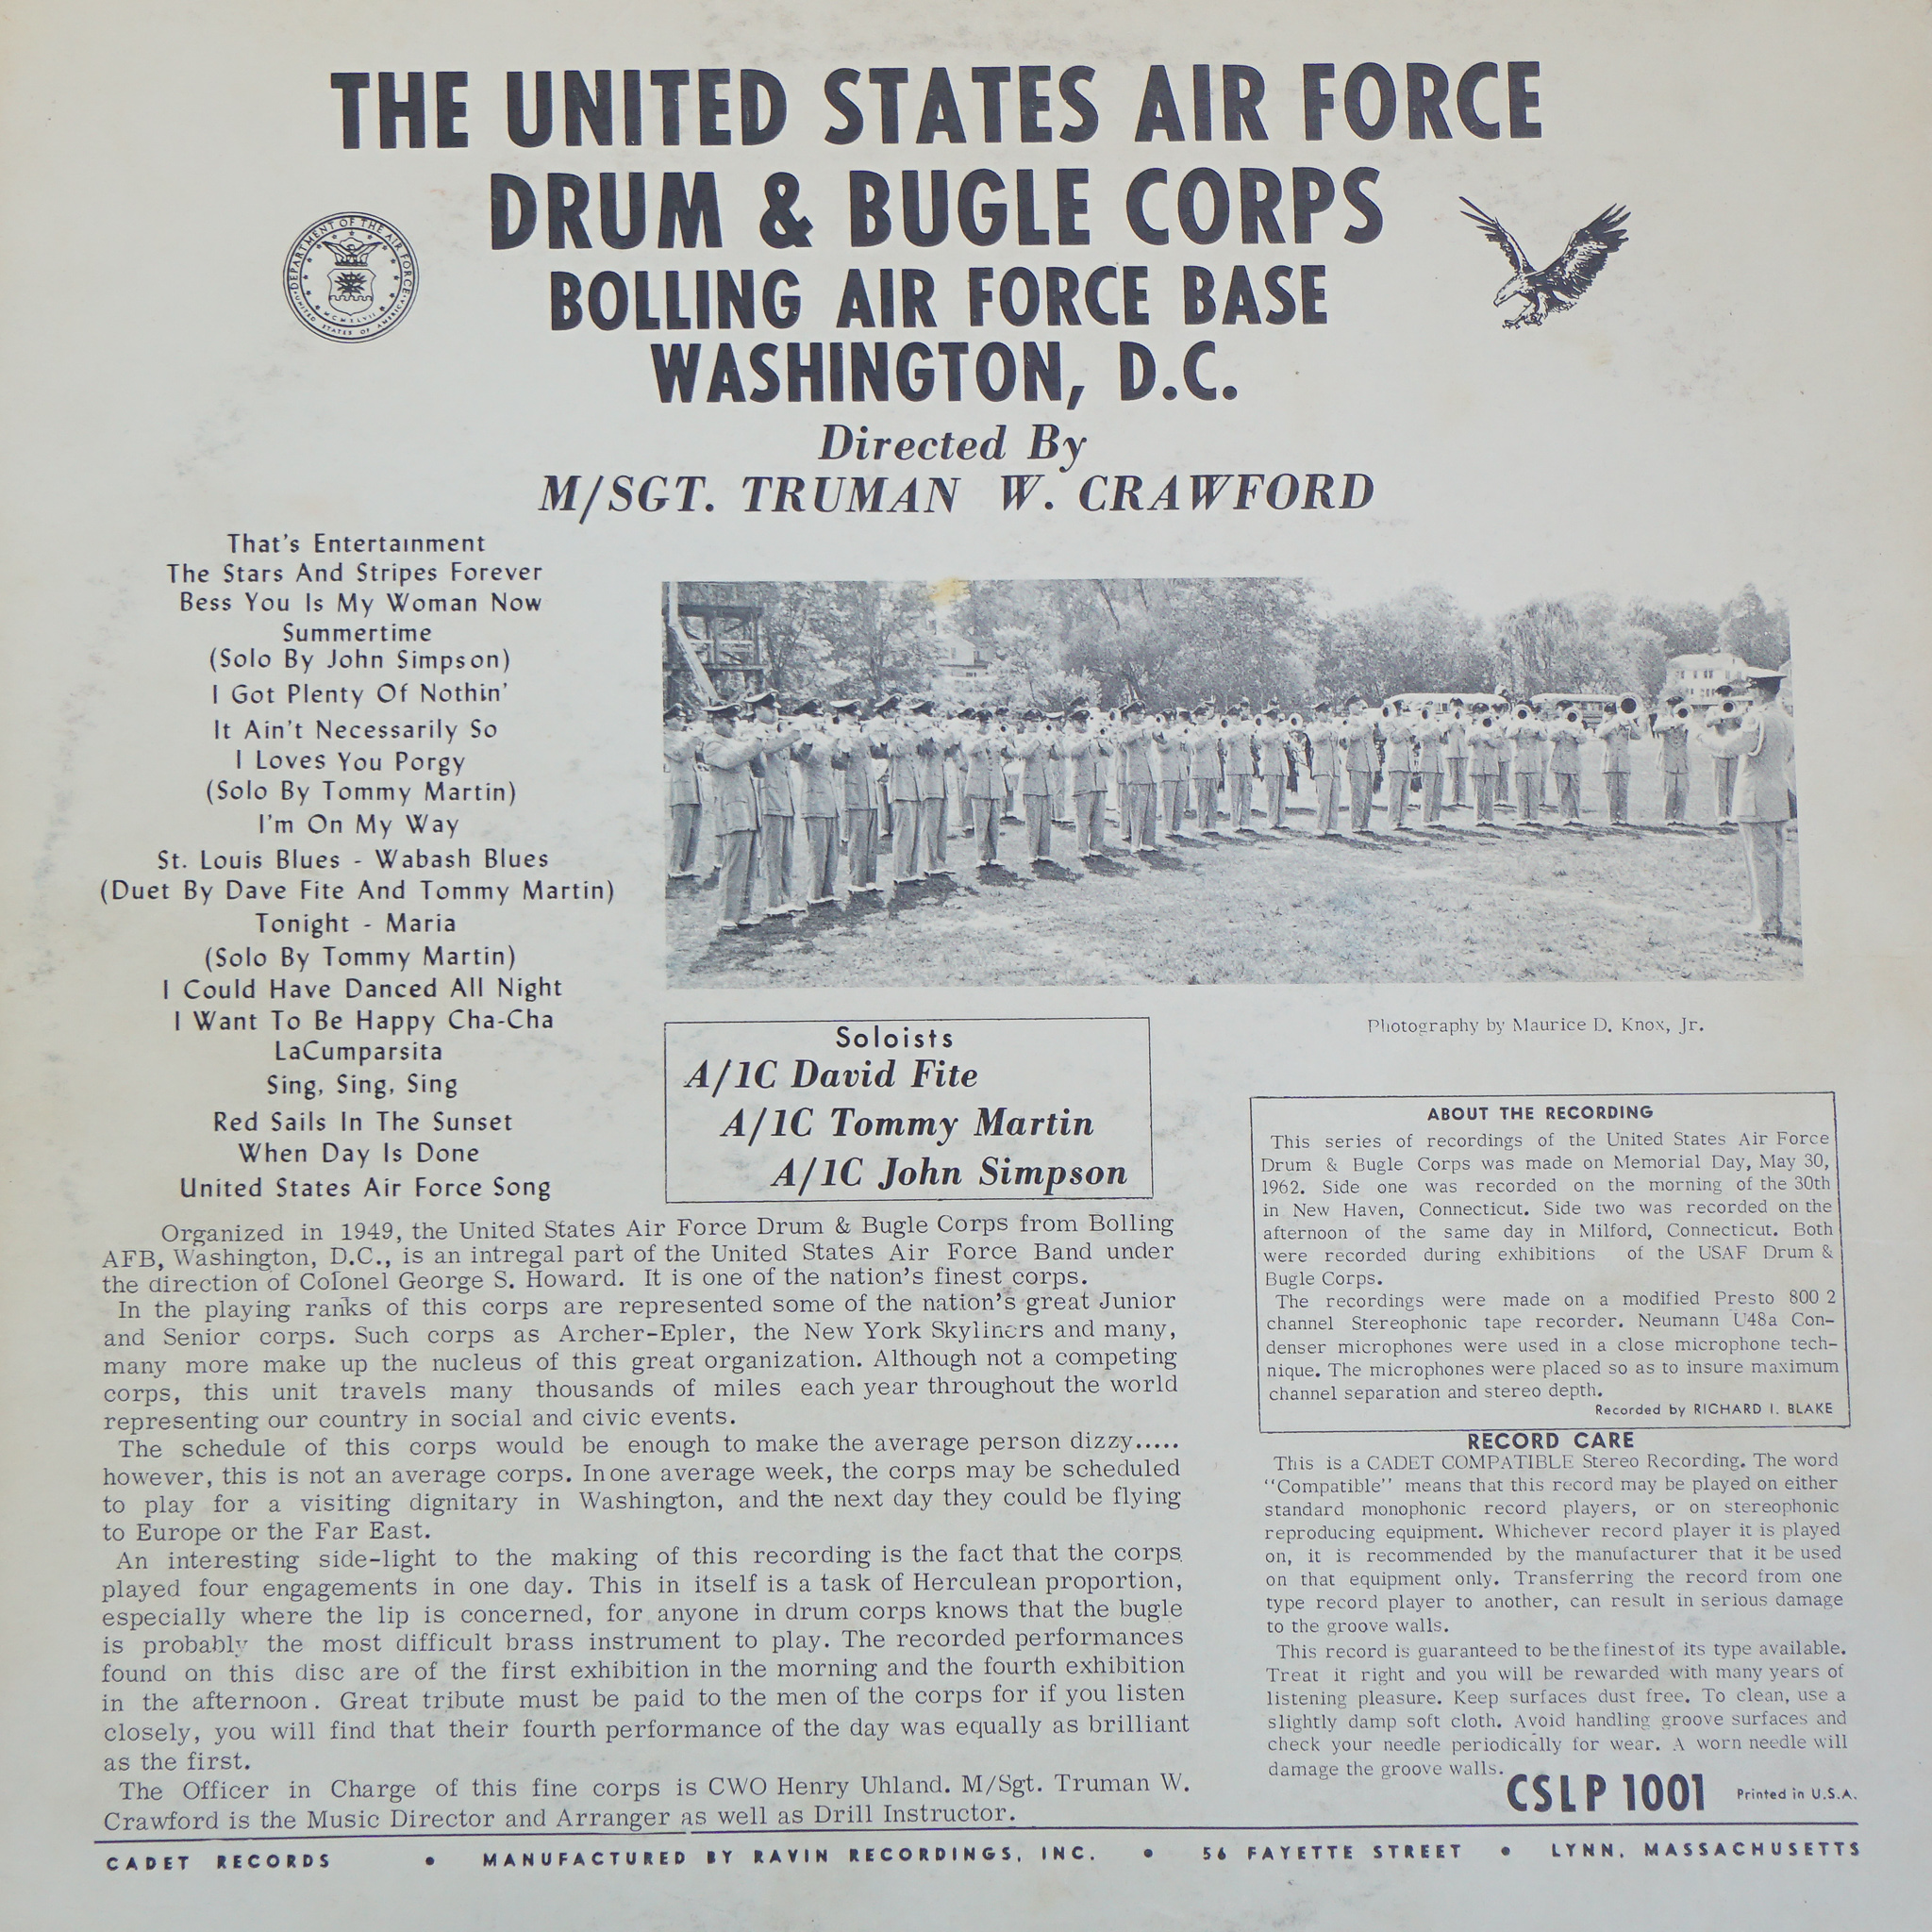 THE UNITED STATES AIR FORCE
DRUM & BUGLE CORPS
BOLLING AIR FORCE BASE
WASHINGTON, D.C.
DEPARTMENT OF THE AIR FORCE
UNITED STATES OF AMERICA
MCMXLVII
Directed By
M/SGT. TRUMAN W. CRAWFORD
That's Entertainment
The Stars And Stripes Forever
Bess You Is My Woman Now
Summertime
(Solo By John Simpson)
I Got Plenty Of Nothin'
It Ain't Necessarily So
I Loves You Porgy
(Solo By Tommy Martin)
I'm On My Way
St. Louis Blues - Wabash Blues
(Duet By Dave Fite And Tommy Martin)
Tonight - Maria
(Solo By Tommy Martin)
I Could Have Danced All Night
I Want To Be Happy Cha-Cha
LaCumparsita
Sing, Sing, Sing
Red Sails In The Sunset
When Day Is Done
United States Air Force Song
Photography by Maurice D. Knox, Jr.
Soloists
A/1C David Fite
A/1C Tommy Martin
A/1C John Simpson
Organized in 1949, the United States Air Force Drum & Bugle Corps from Bolling
AFB, Washington, D.C., is an intregal part of the United States Air Force Band under
the direction of Colonel George S. Howard. It is one of the nation's finest corps.
In the playing ranks of this corps are represented some of the nation's great Junior
and Senior corps. Such corps as Archer-Epler, the New York Skyliners and many,
many more make up the nucleus of this great organization. Although not a competing
corps, this unit travels many thousands of miles each year throughout the world
representing our country in social and civic events.
The schedule of this corps would be enough to make the average person dizzy.....
however, this is not an average corps. In one average week, the corps may be scheduled
to play for a visiting dignitary in Washington, and the next day they could be flying
to Europe or the Far East.
An interesting side-light to the making of this recording is the fact that the corps
played four engagements in one day. This in itself is a task of Herculean proportion,
especially where the lip is concerned, for anyone in drum corps knows that the bugle
is probably the most difficult brass instrument to play. The recorded performances
found on this disc are of the first exhibition in the morning and the fourth exhibition
in the afternoon. Great tribute must be paid to the men of the corps for if you listen
closely, you will find that their fourth performance of the day was equally as brilliant
as the first.
The Officer in Charge of this fine corps is CWO Henry Uhland. M/Sgt. Truman W.
Crawford is the Music Director and Arranger as well as Drill Instructor.
ABOUT THE RECORDING
This series of recordings of the United States Air Force
Drum & Bugle Corps was made on Memorial Day, May 30,
1962. Side one was recorded on the morning of the 30th
in New Haven, Connecticut. Side two was recorded on the
afternoon of the same day in Milford, Connecticut. Both
were recorded during exhibitions of the USAF Drum &
Bugle Corps.
The recordings were made on a modified Presto 800 2
channel Stereophonic tape recorder. Neumann U48a Con-
denser microphones were used in a close microphone tech-
nique. The microphones were placed so as to insure maximum
channel separation and stereo depth.
Recorded by RICHARD I. BLAKE
RECORD CARE
This is a CADET COMPATIBLE Stereo Recording. The word
"Compatible" means that this record may be played on either
standard monophonic record players, or on stereophonic
reproducing equipment. Whichever record player it is played
on, it is recommended by the manufacturer that it be used
on that equipment only. Transferring the record from one
type record player to another, can result in serious damage
to the groove walls.
This record is guaranteed to be the finest of its type available.
Treat it right and you will be rewarded with many years of
listening pleasure. Keep surfaces dust free. To clean, use a
slightly damp soft cloth. Avoid handling groove surfaces and
check your needle periodically for wear. A worn needle will
damage the groove walls.
CSLP 1001 Printed in U.S.A.
CADET RECORDS • MANUFACTURED BY RAVIN RECORDINGS, INC. • 56 FAYETTE STREET • LYNN, MASSACHUSETTS